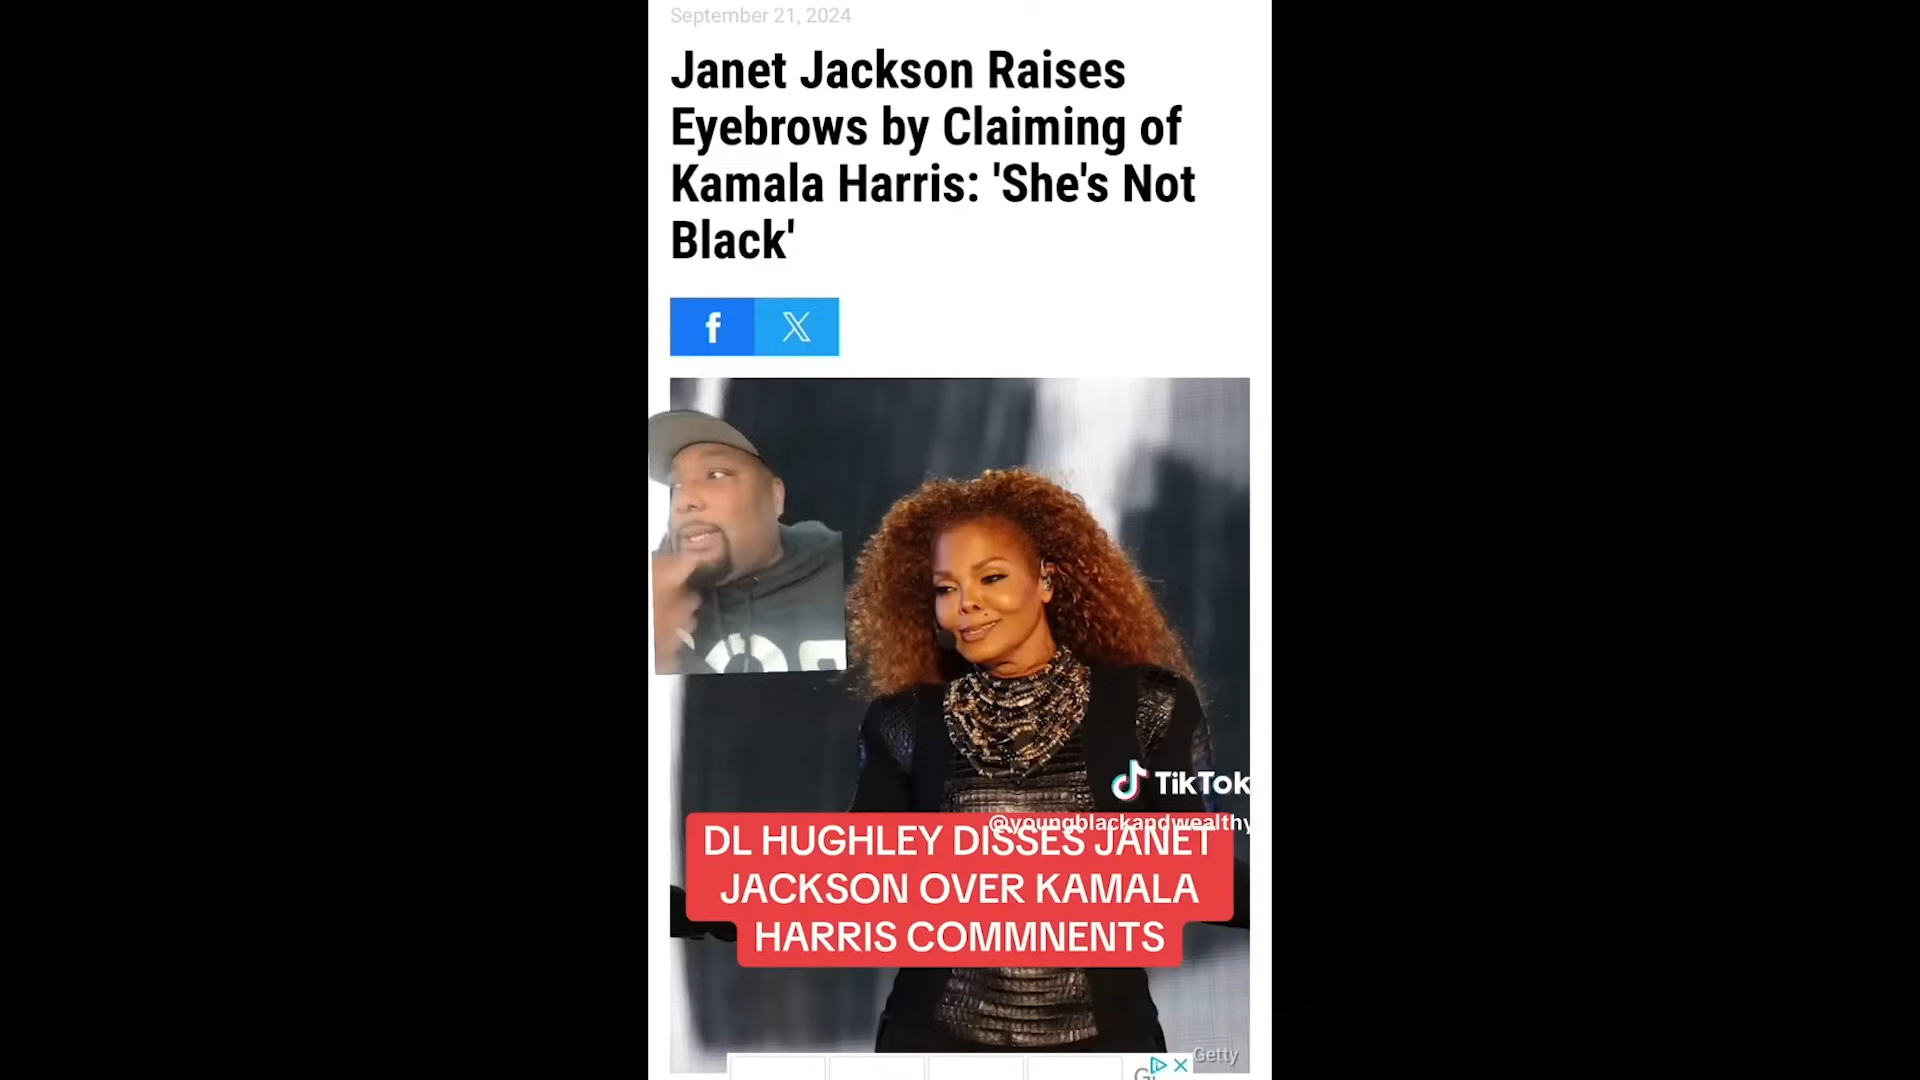 September 21, 2024
Janet Jackson Raises
Eyebrows by Claiming of
Kamala Harris: 'She's Not
Black'
f X
TikTok
@youngblackandwealthy
DL HUGHLEY DISSES JANET
JACKSON OVER KAMALA
HARRIS COMMNENTS
Getty